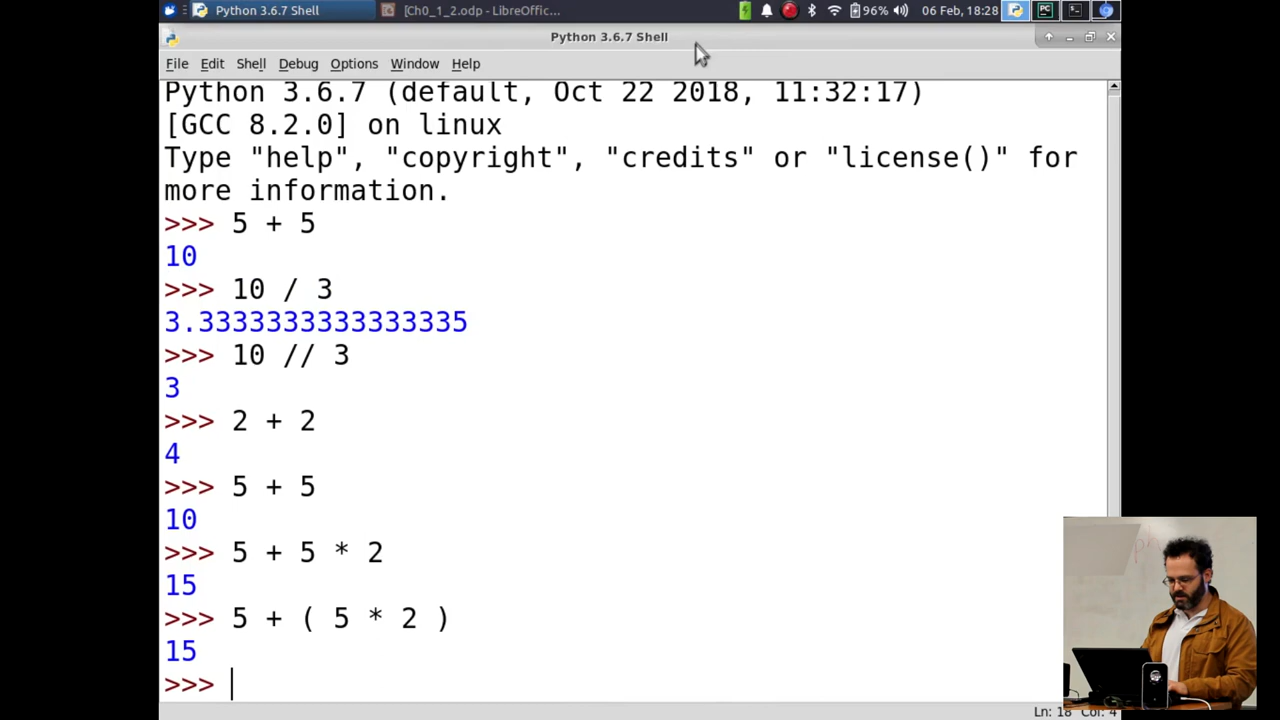 Python 3.6.7 Shell
[Ch0_1_2.odp - LibreOffic...
96%
06 Feb, 18:28
Python 3.6.7 Shell
File Edit Shell Debug Options Window Help
Python 3.6.7 (default, Oct 22 2018, 11:32:17)
[GCC 8.2.0] on linux
Type "help", "copyright", "credits" or "license()" for
more information.
>>> 5 + 5
10
>>> 10 / 3
3.3333333333333335
>>> 10 // 3
3
>>> 2 + 2
4
>>> 5 + 5
10
>>> 5 + 5 * 2
15
>>> 5 + ( 5 * 2 )
15
>>>
Ln: 18 Col: 4